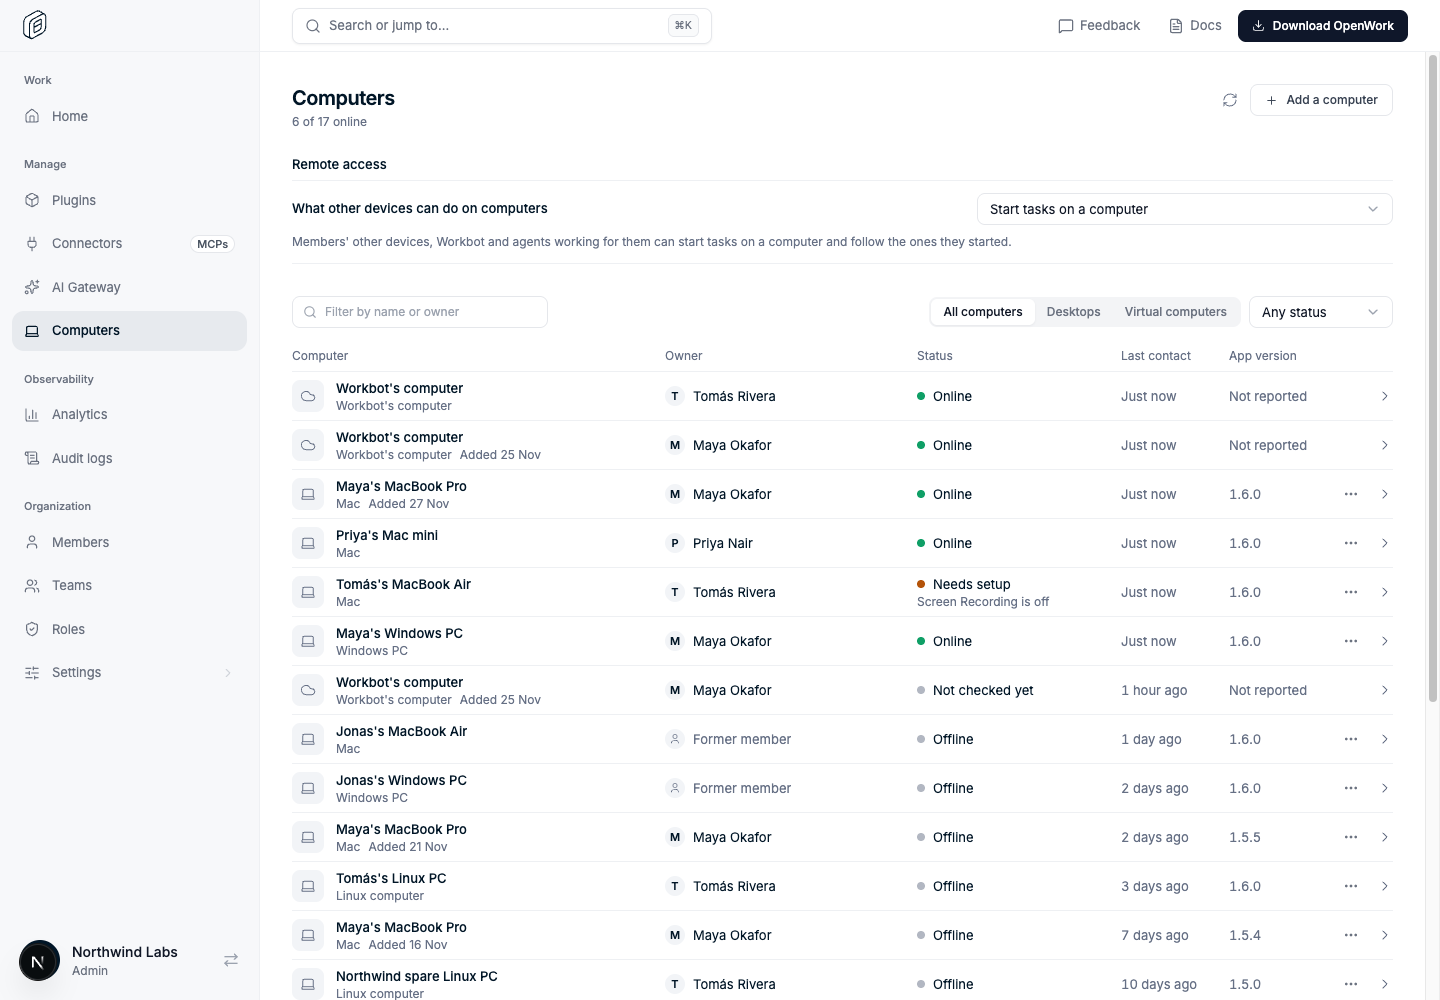 Search or jump to...
⌘K
Feedback
Docs
Download OpenWork
Work
Home
Manage
Plugins
Connectors
MCPs
AI Gateway
Computers
Observability
Analytics
Audit logs
Organization
Members
Teams
Roles
Settings
N
Northwind Labs
Admin
Computers
6 of 17 online
Add a computer
Remote access
What other devices can do on computers
Start tasks on a computer
Members' other devices, Workbot and agents working for them can start tasks on a computer and follow the ones they started.
Filter by name or owner
All computers
Desktops
Virtual computers
Any status
Computer Owner Status Last contact App version
Workbot's computer
Workbot's computer
T Tomás Rivera Online Just now Not reported
Workbot's computer
Workbot's computer Added 25 Nov
M Maya Okafor Online Just now Not reported
Maya's MacBook Pro
Mac Added 27 Nov
M Maya Okafor Online Just now 1.6.0
Priya's Mac mini
Mac
P Priya Nair Online Just now 1.6.0
Tomás's MacBook Air
Mac
T Tomás Rivera Needs setup
Screen Recording is off
Just now 1.6.0
Maya's Windows PC
Windows PC
M Maya Okafor Online Just now 1.6.0
Workbot's computer
Workbot's computer Added 25 Nov
M Maya Okafor Not checked yet 1 hour ago Not reported
Jonas's MacBook Air
Mac
Former member Offline 1 day ago 1.6.0
Jonas's Windows PC
Windows PC
Former member Offline 2 days ago 1.6.0
Maya's MacBook Pro
Mac Added 21 Nov
M Maya Okafor Offline 2 days ago 1.5.5
Tomás's Linux PC
Linux computer
T Tomás Rivera Offline 3 days ago 1.6.0
Maya's MacBook Pro
Mac Added 16 Nov
M Maya Okafor Offline 7 days ago 1.5.4
Northwind spare Linux PC
Linux computer
T Tomás Rivera Offline 10 days ago 1.5.0